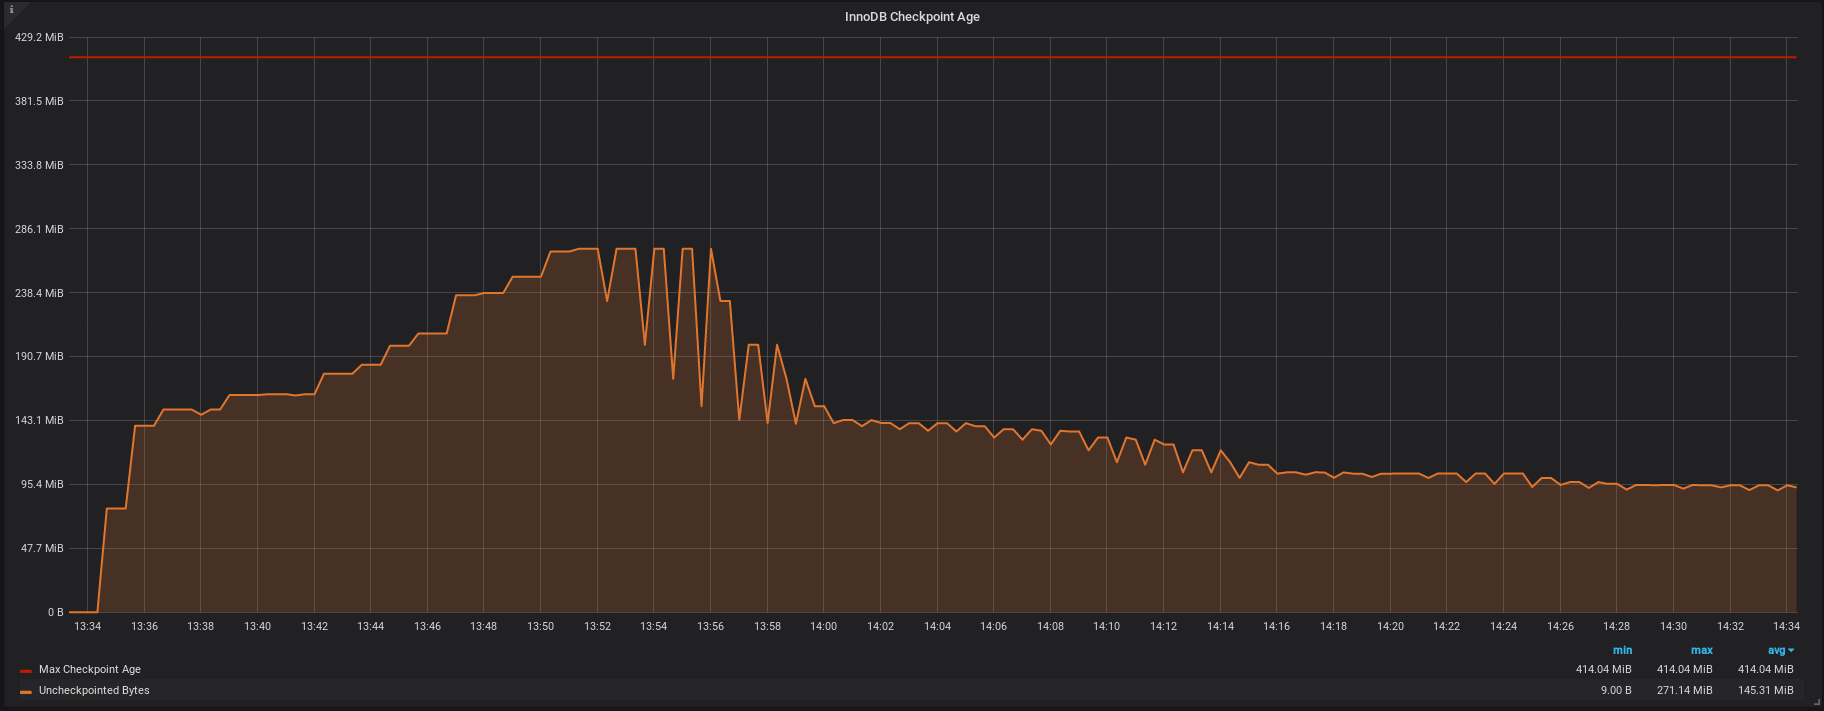 i
InnoDB Checkpoint Age
429.2 MiB
381.5 MiB
333.8 MiB
286.1 MiB
238.4 MiB
190.7 MiB
143.1 MiB
95.4 MiB
47.7 MiB
0 B
13:34 13:36 13:38 13:40 13:42 13:44 13:46 13:48 13:50 13:52 13:54 13:56 13:58 14:00 14:02 14:04 14:06 14:08 14:10 14:12 14:14 14:16 14:18 14:20 14:22 14:24 14:26 14:28 14:30 14:32 14:34
min max avg
Max Checkpoint Age 414.04 MiB 414.04 MiB 414.04 MiB
Uncheckpointed Bytes 9.00 B 271.14 MiB 145.31 MiB